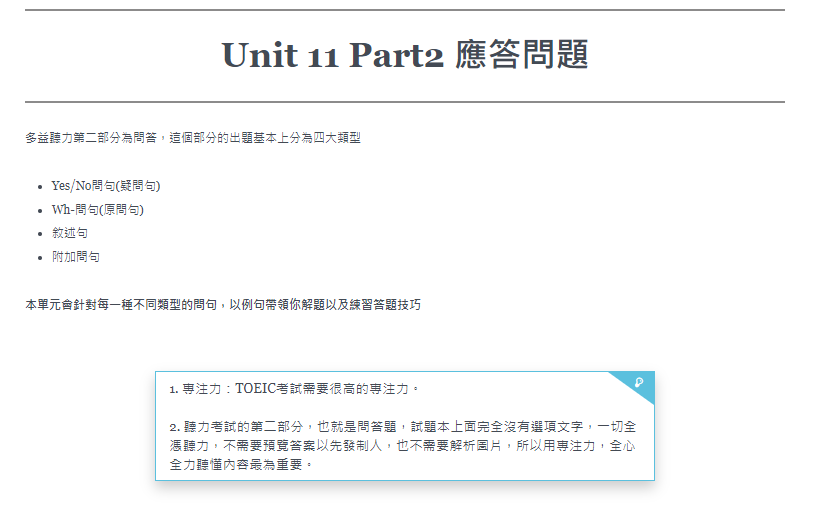 Unit 11 Part2 應答問題
多益聽力第二部分為問答，這個部分的出題基本上分為四大類型
Yes/No問句(疑問句)
Wh-問句(原問句)
敘述句
附加問句
本單元會針對每一種不同類型的問句，以例句帶領你解題以及練習答題技巧
1. 專注力：TOEIC考試需要很高的專注力。
2. 聽力考試的第二部分，也就是問答題，試題本上面完全沒有選項文字，一切全
憑聽力，不需要預覽答案以先發制人，也不需要解析圖片，所以用專注力，全心
全力聽懂內容最為重要。